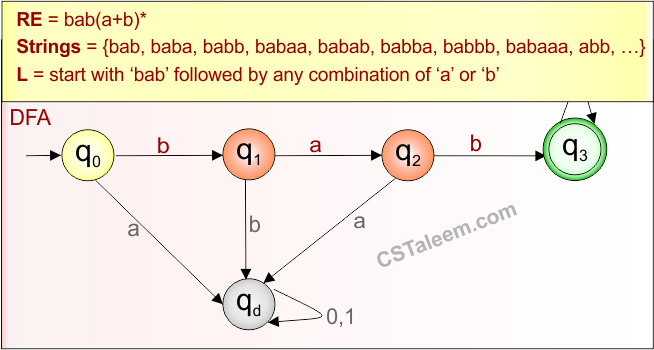 RE = bab(a+b)*
Strings = {bab, baba, babb, babaa, babab, babba, babbb, babaaa, abb, …}
L = start with ‘bab’ followed by any combination of ‘a’ or ‘b’
DFA
q0 b q1 a q2 b q3
a b a
CSTaleem.com
qd 0,1